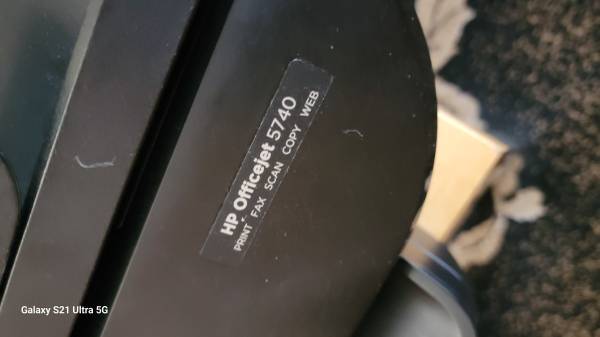 HP Officejet 5740
PRINT FAX SCAN COPY WEB
Galaxy S21 Ultra 5G